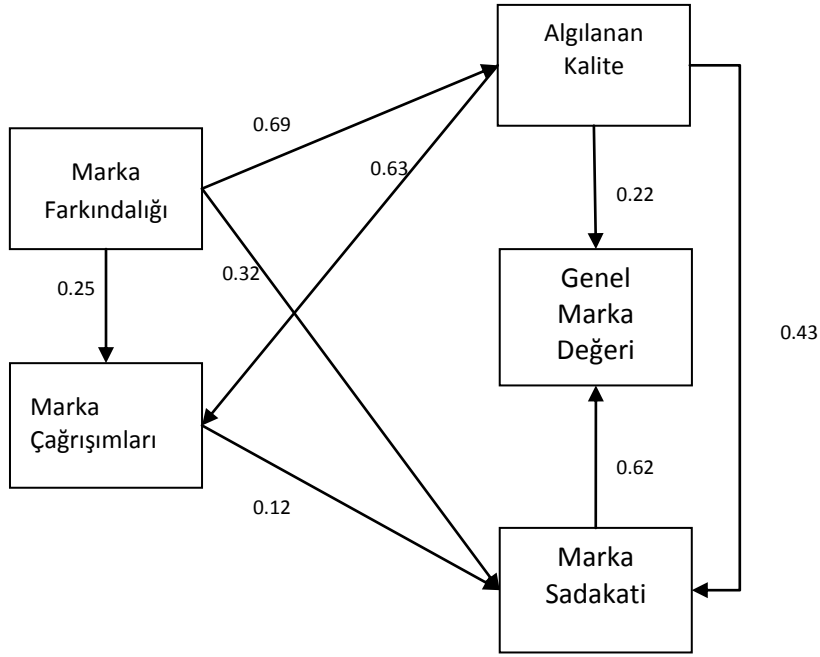 Algılanan
Kalite
0.69
Marka
Farkındalığı
0.63
0.22
0.32
0.25
Genel
Marka
Değeri
0.43
Marka
Çağrışımları
0.62
0.12
Marka
Sadakati